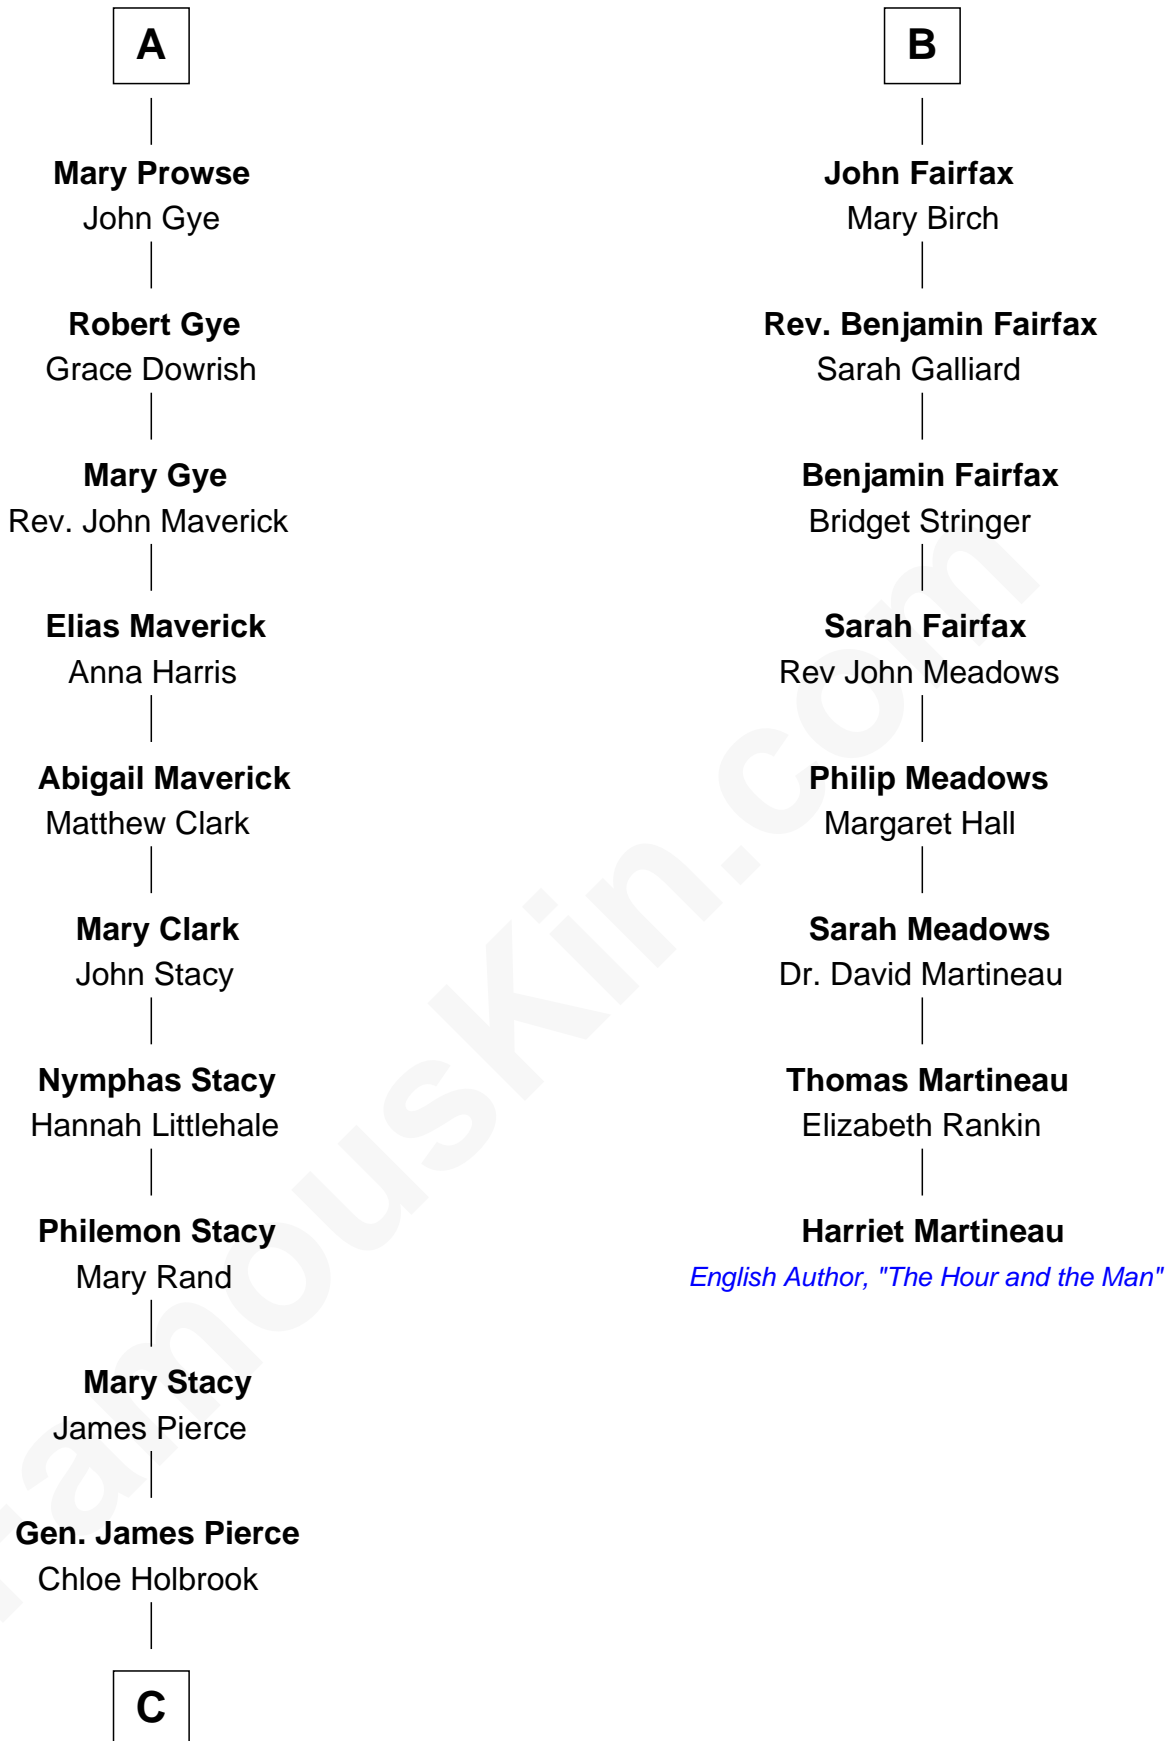 A
Mary Prowse
John Gye
Robert Gye
Grace Dowrish
Mary Gye
Rev. John Maverick
Elias Maverick
Anna Harris
Abigail Maverick
Matthew Clark
Mary Clark
John Stacy
Nymphas Stacy
Hannah Littlehale
Philemon Stacy
Mary Rand
Mary Stacy
James Pierce
Gen. James Pierce
Chloe Holbrook
C
B
John Fairfax
Mary Birch
Rev. Benjamin Fairfax
Sarah Galliard
Benjamin Fairfax
Bridget Stringer
Sarah Fairfax
Rev John Meadows
Philip Meadows
Margaret Hall
Sarah Meadows
Dr. David Martineau
Thomas Martineau
Elizabeth Rankin
Harriet Martineau
English Author, "The Hour and the Man"
FamousKin.com